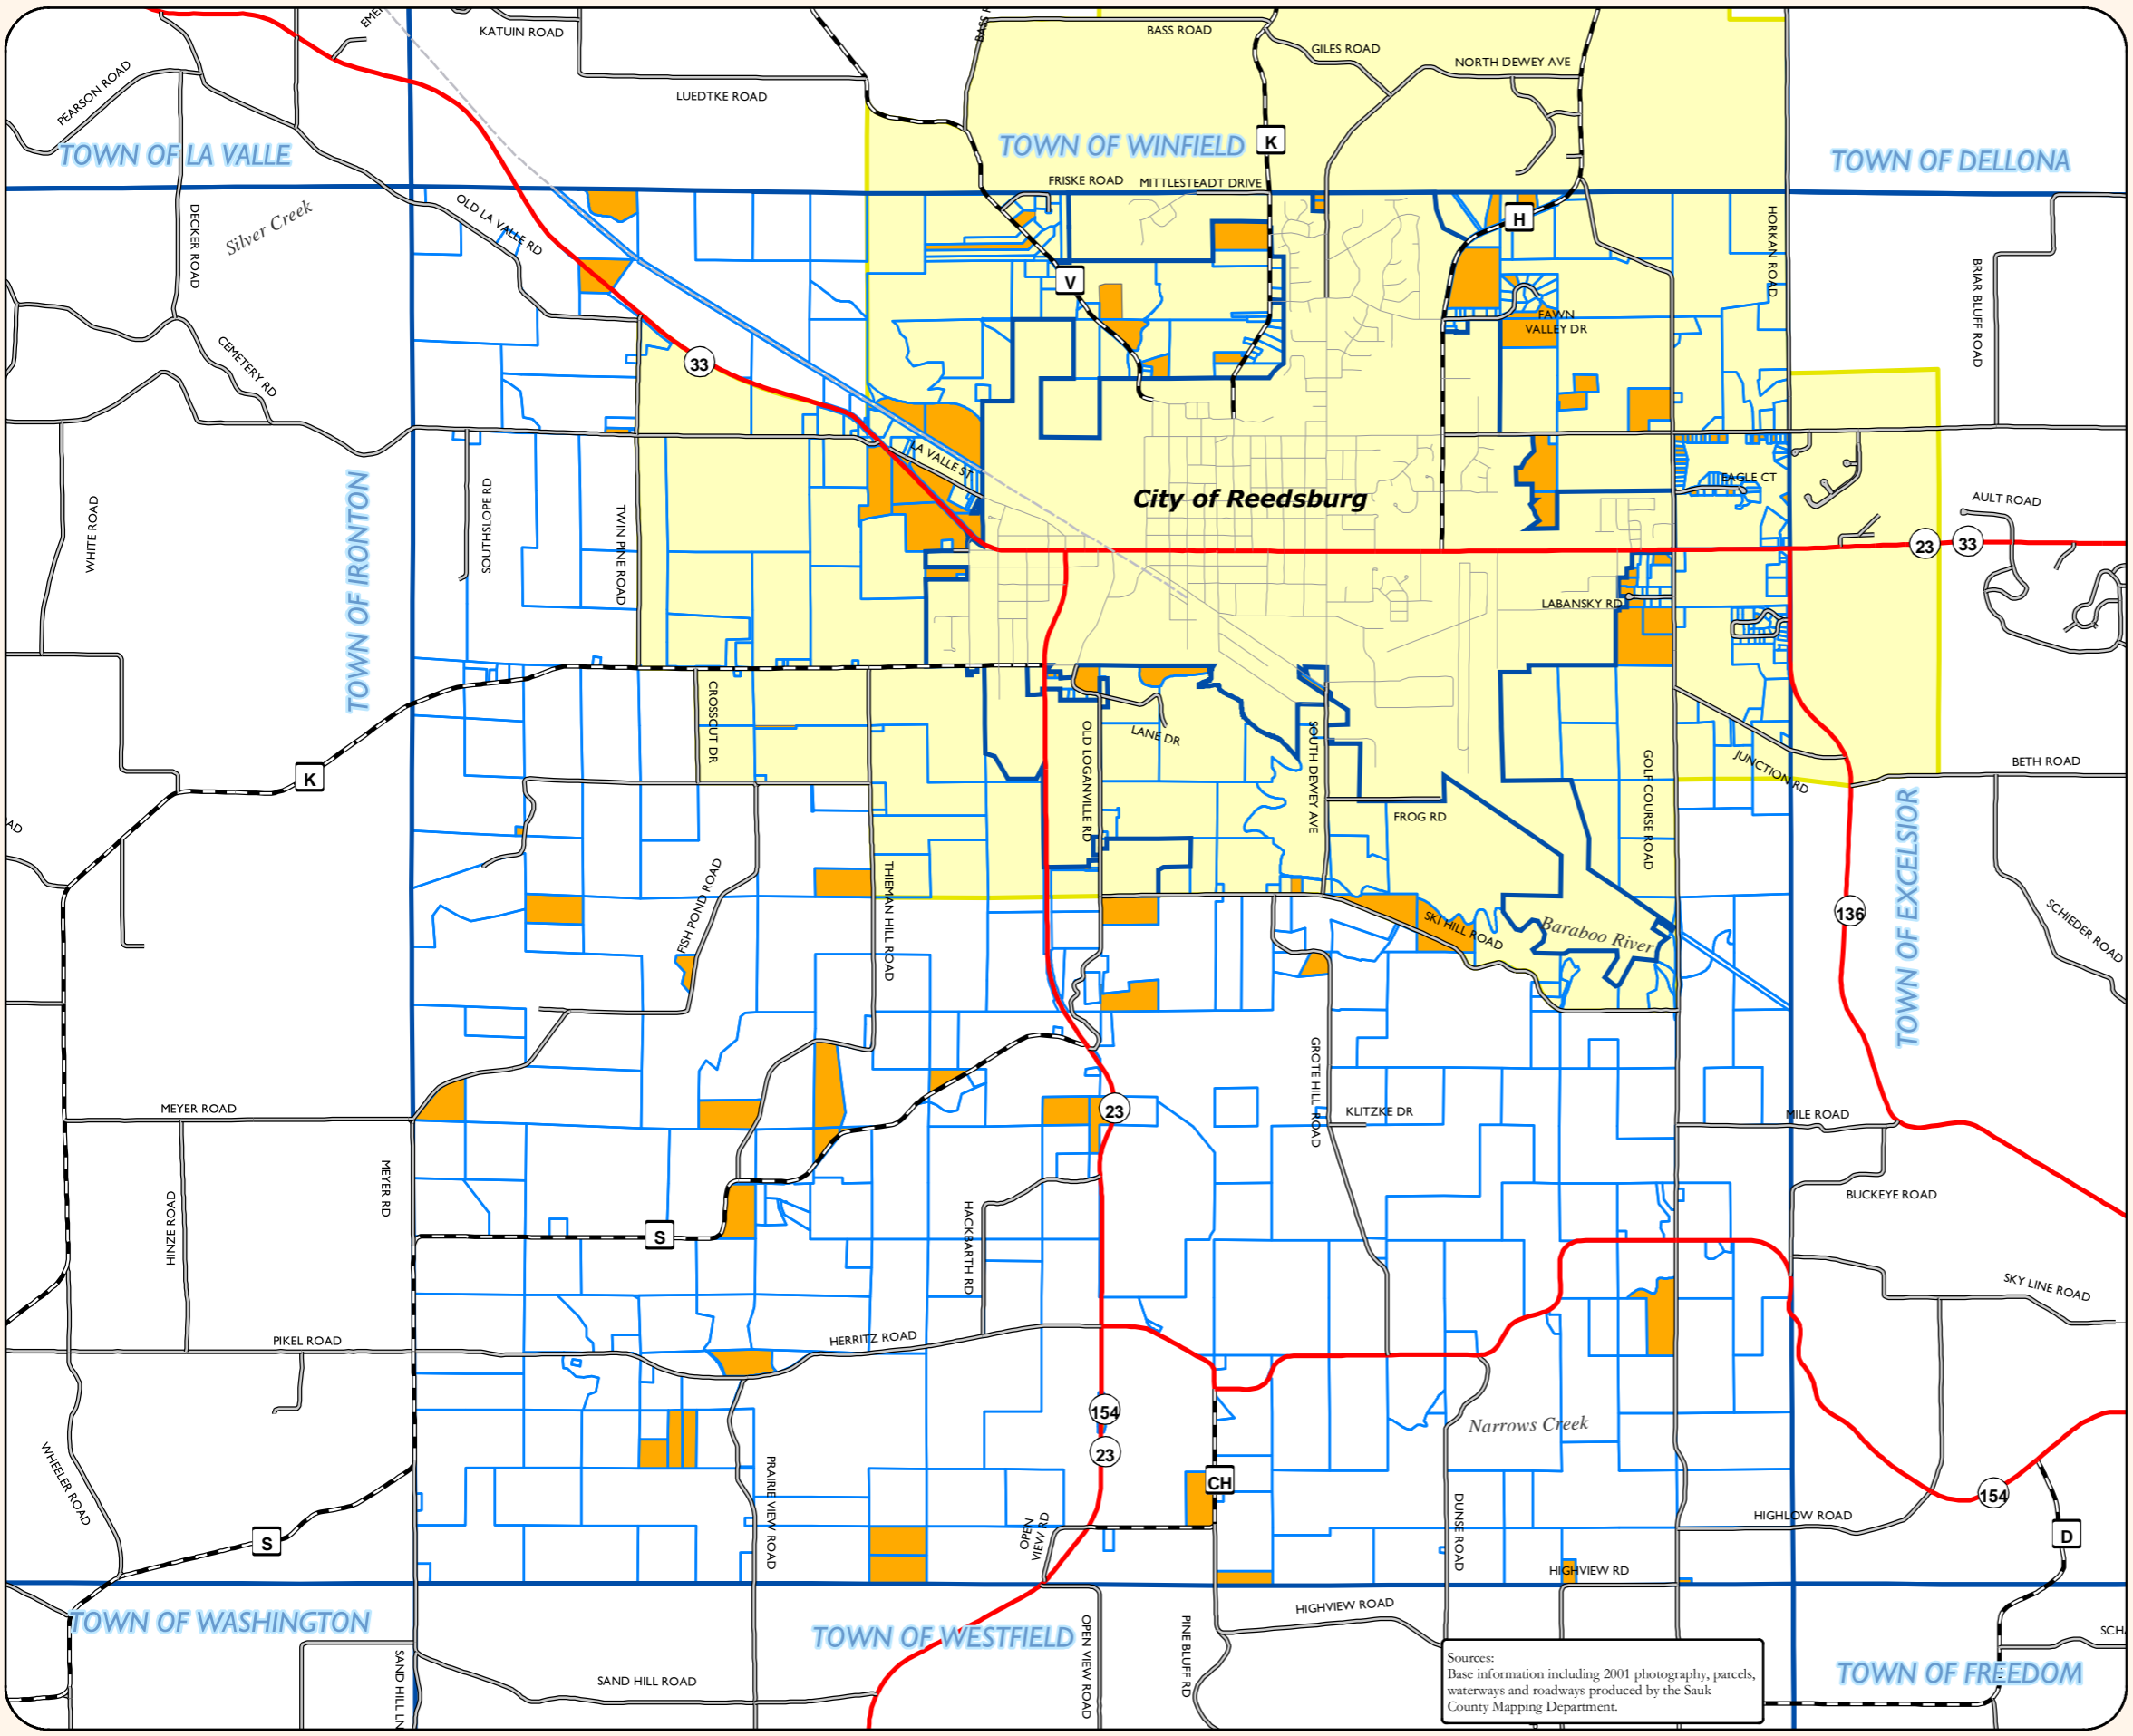 KATUIN ROAD
BASS ROAD
GILES ROAD
NORTH DEWEY AVE
PEARSON ROAD
LUEDTKE ROAD
TOWN OF LA VALLE
TOWN OF WINFIELD
K
TOWN OF DELLONA
FRISKE ROAD
MITTLESTEADT DRIVE
DECKER ROAD
Silver Creek
OLD LA VALLE RD
H
HORKAN ROAD
BRIAR BLUFF ROAD
V
FAWN
VALLEY DR
CEMETERY RD
33
LA VALLE ST
EAGLE CT
City of Reedsburg
AULT ROAD
WHITE ROAD
TOWN OF IRONTON
SOUTHSLOPE RD
TWIN PINE ROAD
23
33
LABANSKY RD
CROSSCUT DR
LANE DR
OLD LOGANVILLE RD
SOUTH DEWEY AVE
GOLF COURSE ROAD
JUNCTION RD
BETH ROAD
K
FROG RD
TOWN OF EXCELSIOR
FISH POND ROAD
THIEMAN HILL ROAD
SKI HILL ROAD
Baraboo River
136
SCHIEDER ROAD
MEYER ROAD
GROTE HILL ROAD
KLITZKE DR
23
MILE ROAD
MEYER RD
HINZE ROAD
HACKBARTH RD
BUCKEYE ROAD
S
SKY LINE ROAD
PIKEL ROAD
HERRITZ ROAD
154
Narrows Creek
23
WHEELER ROAD
PRAIRIE VIEW ROAD
CH
DUNSE ROAD
154
HIGHLOW ROAD
OPEN
VIEW RD
S
D
HIGHVIEW RD
TOWN OF WASHINGTON
TOWN OF WESTFIELD
OPEN VIEW ROAD
PINE BLUFF RD
HIGHVIEW ROAD
SAND HILL LN
SAND HILL ROAD
TOWN OF FREEDOM
Sources:
Base information including 2001 photography, parcels,
waterways and roadways produced by the Sauk
County Mapping Department.